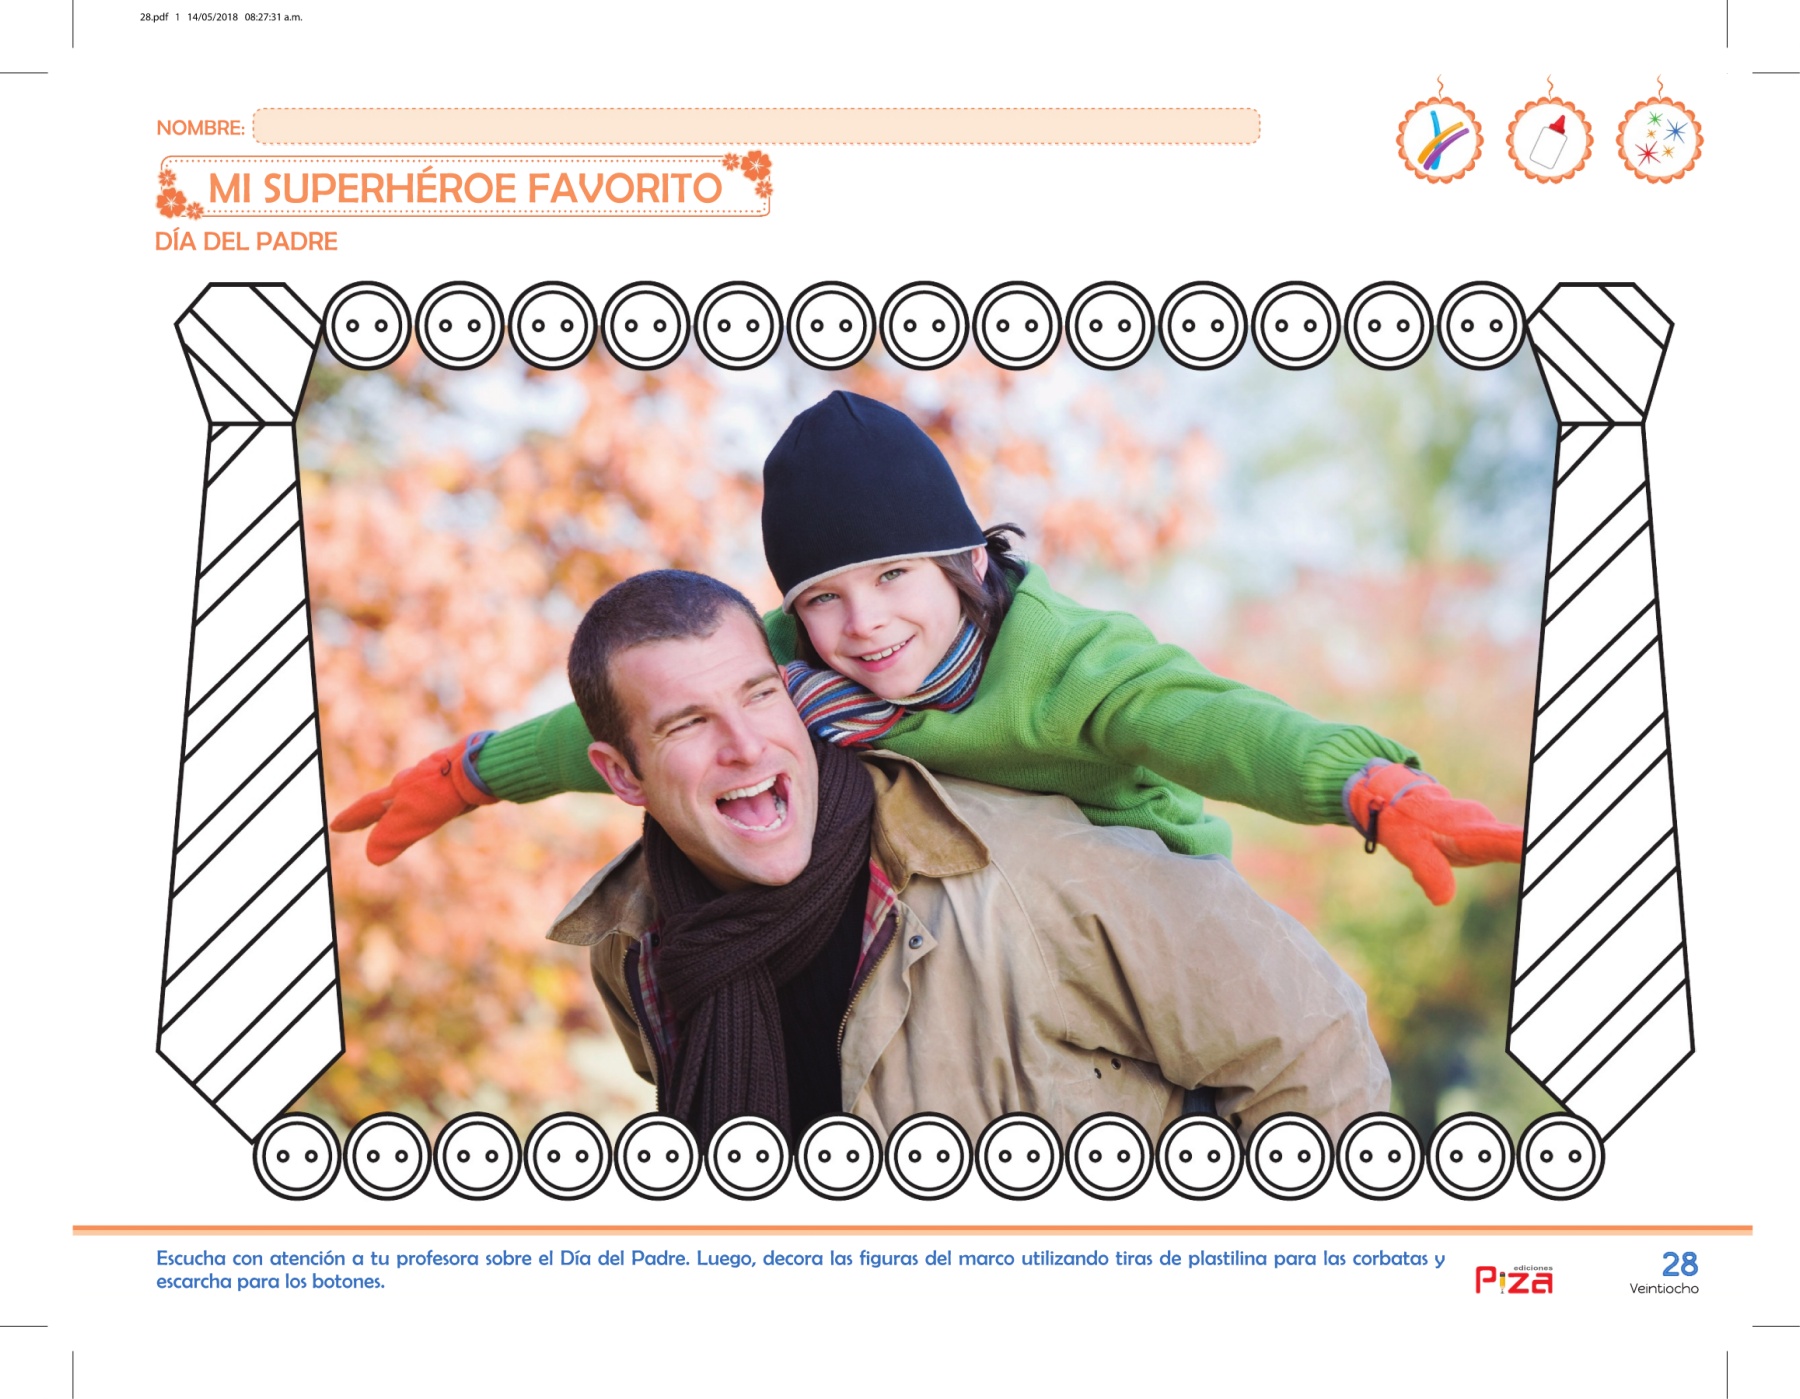 28.pdf 1 14/05/2018 08:27:31 a.m.
NOMBRE:
MI SUPERHÉROE FAVORITO
DÍA DEL PADRE
Escucha con atención a tu profesora sobre el Día del Padre. Luego, decora las figuras del marco utilizando tiras de plastilina para las corbatas y
escarcha para los botones.
ediciones
Piza
28
Veintiocho